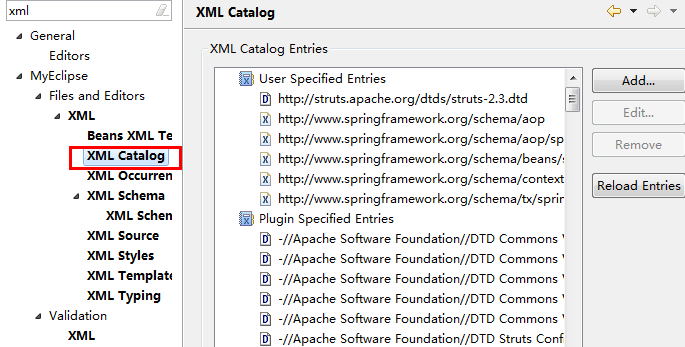 xml
General
Editors
MyEclipse
Files and Editors
XML
Beans XML Te
XML Catalog
XML Occurren
XML Schema
XML Schen
XML Source
XML Styles
XML Template
XML Typing
Validation
XML
XML Catalog
XML Catalog Entries
User Specified Entries
http://struts.apache.org/dtds/struts-2.3.dtd
http://www.springframework.org/schema/aop
http://www.springframework.org/schema/aop/sp
http://www.springframework.org/schema/beans/s
http://www.springframework.org/schema/context
http://www.springframework.org/schema/tx/sprin
Plugin Specified Entries
-//Apache Software Foundation//DTD Commons V
-//Apache Software Foundation//DTD Commons V
-//Apache Software Foundation//DTD Commons V
-//Apache Software Foundation//DTD Commons V
-//Apache Software Foundation//DTD Commons V
-//Apache Software Foundation//DTD Struts Conf
Add...
Edit...
Remove
Reload Entries